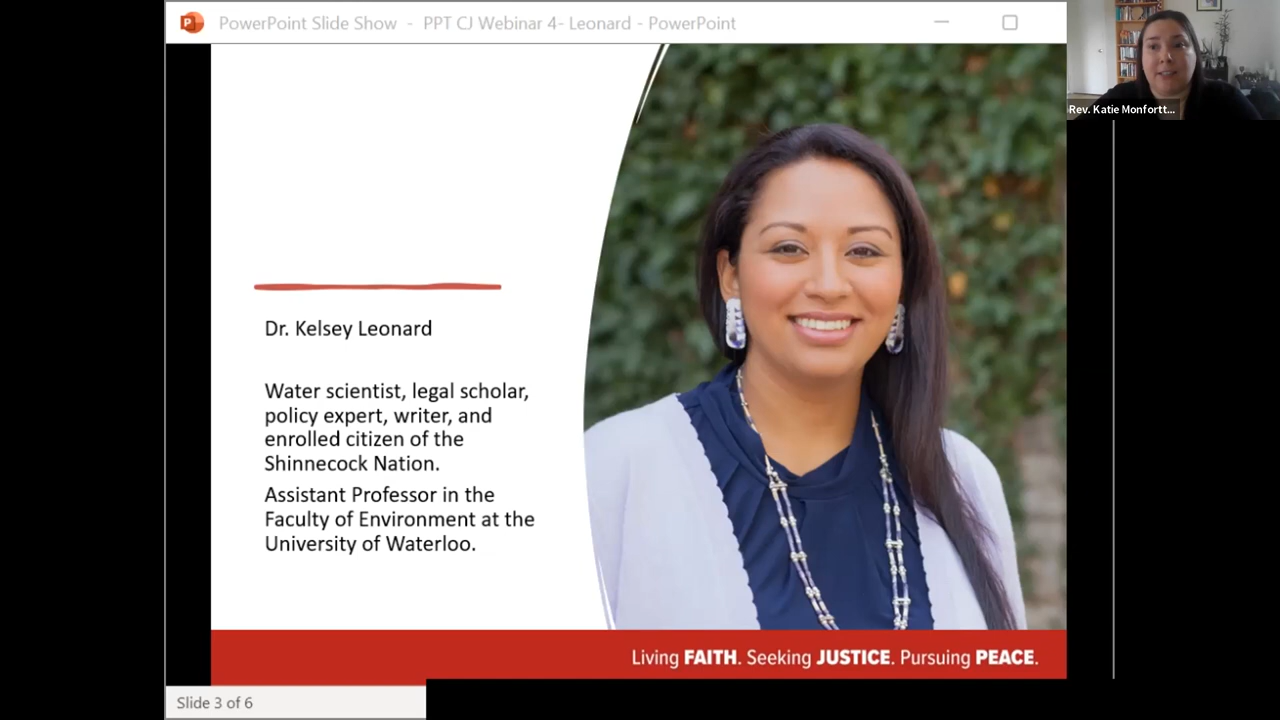 PowerPoint Slide Show - PPT CJ Webinar 4- Leonard - PowerPoint
Rev. Katie Monfortt...
Dr. Kelsey Leonard
Water scientist, legal scholar,
policy expert, writer, and
enrolled citizen of the
Shinnecock Nation.
Assistant Professor in the
Faculty of Environment at the
University of Waterloo.
Living FAITH. Seeking JUSTICE. Pursuing PEACE.
Slide 3 of 6